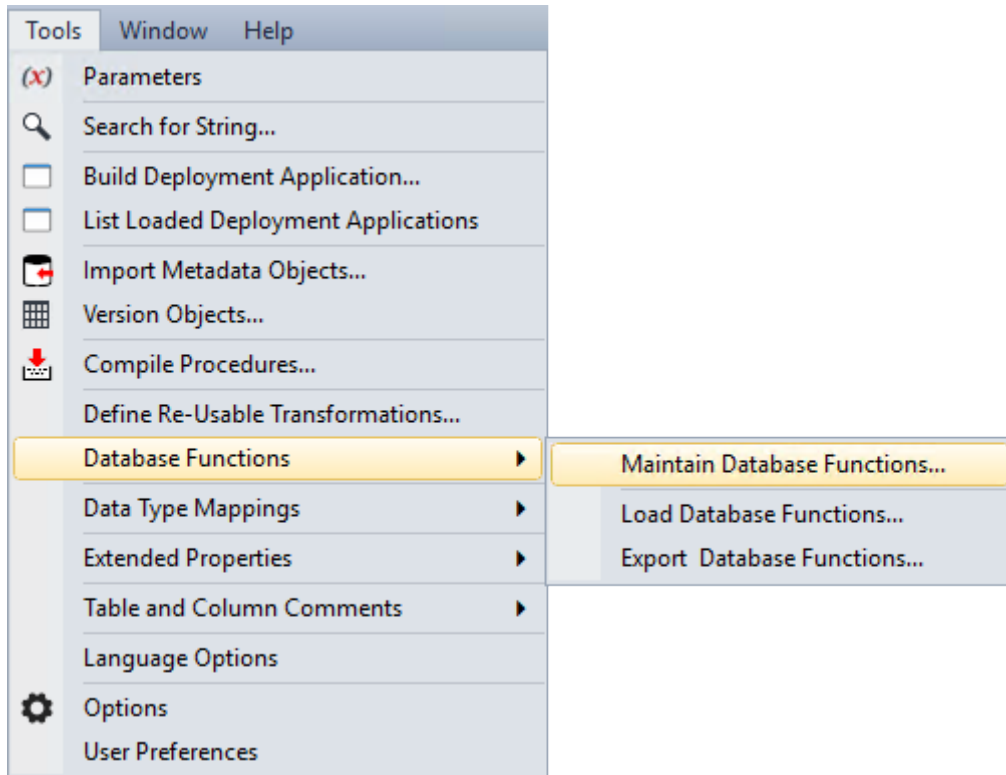 Tools Window Help
(x) Parameters
Search for String...
Build Deployment Application...
List Loaded Deployment Applications
Import Metadata Objects...
Version Objects...
Compile Procedures...
Define Re-Usable Transformations...
Database Functions
Maintain Database Functions...
Load Database Functions...
Export  Database Functions...
Data Type Mappings
Extended Properties
Table and Column Comments
Language Options
Options
User Preferences